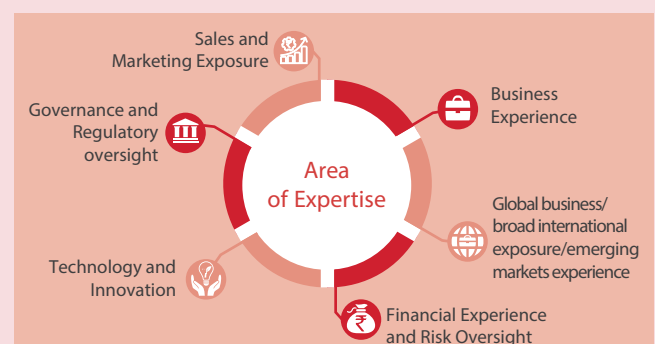 Sales and
Marketing Exposure
Business
Experience
Governance and
Regulatory
oversight
Area
of Expertise
Global business/
broad international
exposure/emerging
markets experience
Technology and
Innovation
₹
Financial Experience
and Risk Oversight